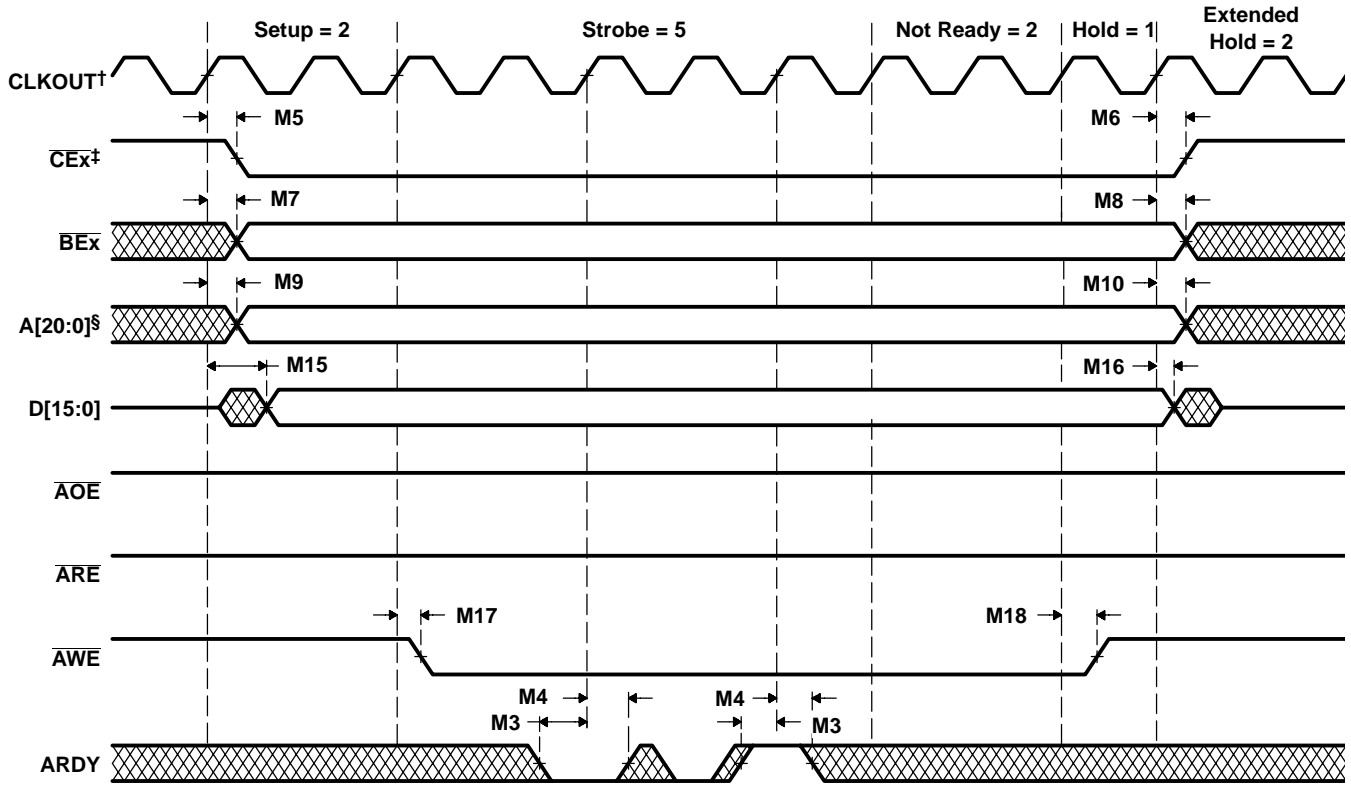 Setup = 2
Strobe = 5
Not Ready = 2
Hold = 1
Extended
Hold = 2
CLKOUT†
M5
M6
CEx‡
M7
M8
BEx
M9
M10
A[20:0]§
M15
M16
D[15:0]
AOE
ARE
M17
M18
AWE
M4
M4
M3
M3
ARDY